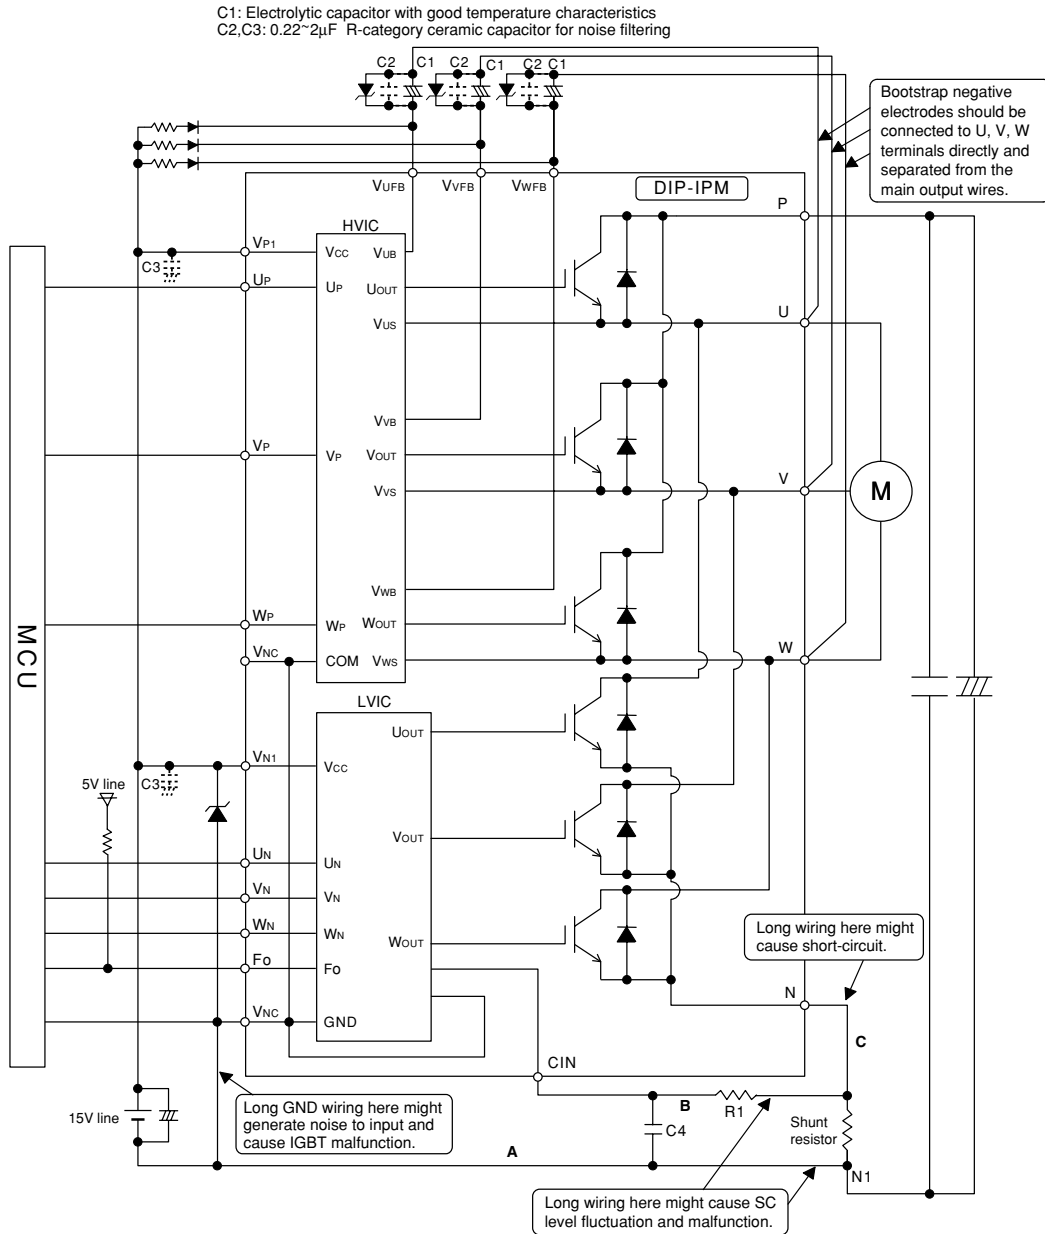 C1: Electrolytic capacitor with good temperature characteristics
C2,C3: 0.22~2μF R-category ceramic capacitor for noise filtering
C2
C1
C2
C1
C2
C1
Bootstrap negative
electrodes should be
connected to U, V, W
terminals directly and
separated from the
main output wires.
VUFB
VVFB
VWFB
DIP-IPM
P
HVIC
VP1
VCC
VUB
C3
UP
UP
UOUT
VUS
U
VVB
VP
VP
VOUT
VVS
V
M
VWB
WP
WP
WOUT
VNC
COM
VWS
W
MCU
LVIC
UOUT
VN1
VCC
C3
5V line
VOUT
UN
UN
VN
VN
WN
WN
WOUT
FO
FO
Long wiring here might
cause short-circuit.
N
VNC
GND
C
CIN
15V line
Long GND wiring here might
generate noise to input and
cause IGBT malfunction.
B
R1
C4
Shunt
resistor
A
N1
Long wiring here might cause SC
level fluctuation and malfunction.